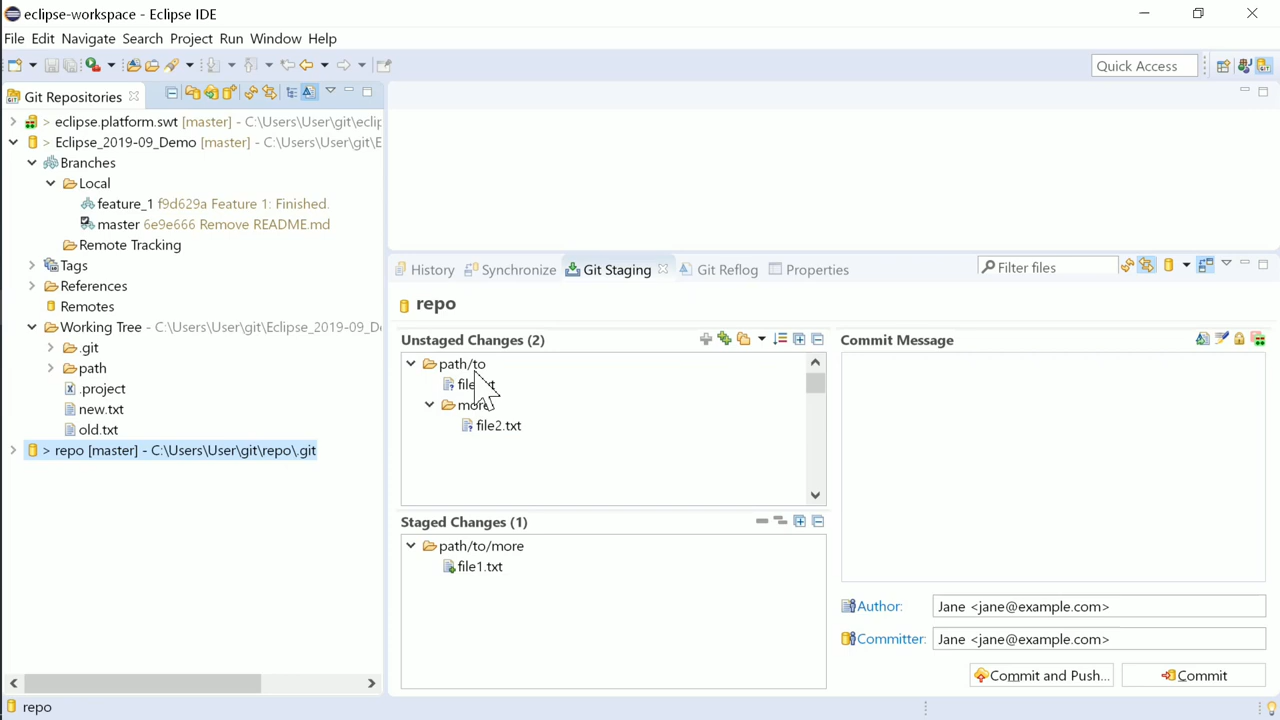 eclipse-workspace - Eclipse IDE
File Edit Navigate Search Project Run Window Help
Quick Access
Git Repositories
> eclipse.platform.swt [master] - C:\Users\User\git\eclip
> Eclipse_2019-09_Demo [master] - C:\Users\User\git\E
Branches
Local
feature_1 f9d629a Feature 1: Finished.
master 6e9e666 Remove README.md
Remote Tracking
Tags
References
Remotes
Working Tree - C:\Users\User\git\Eclipse_2019-09_D
.git
path
.project
new.txt
old.txt
> repo [master] - C:\Users\User\git\repo\.git
History Synchronize Git Staging Git Reflog Properties
Filter files
repo
Unstaged Changes (2)
path/to
more
file2.txt
Staged Changes (1)
path/to/more
file1.txt
Commit Message
Author: Jane <jane@example.com>
Committer: Jane <jane@example.com>
Commit and Push... Commit
repo